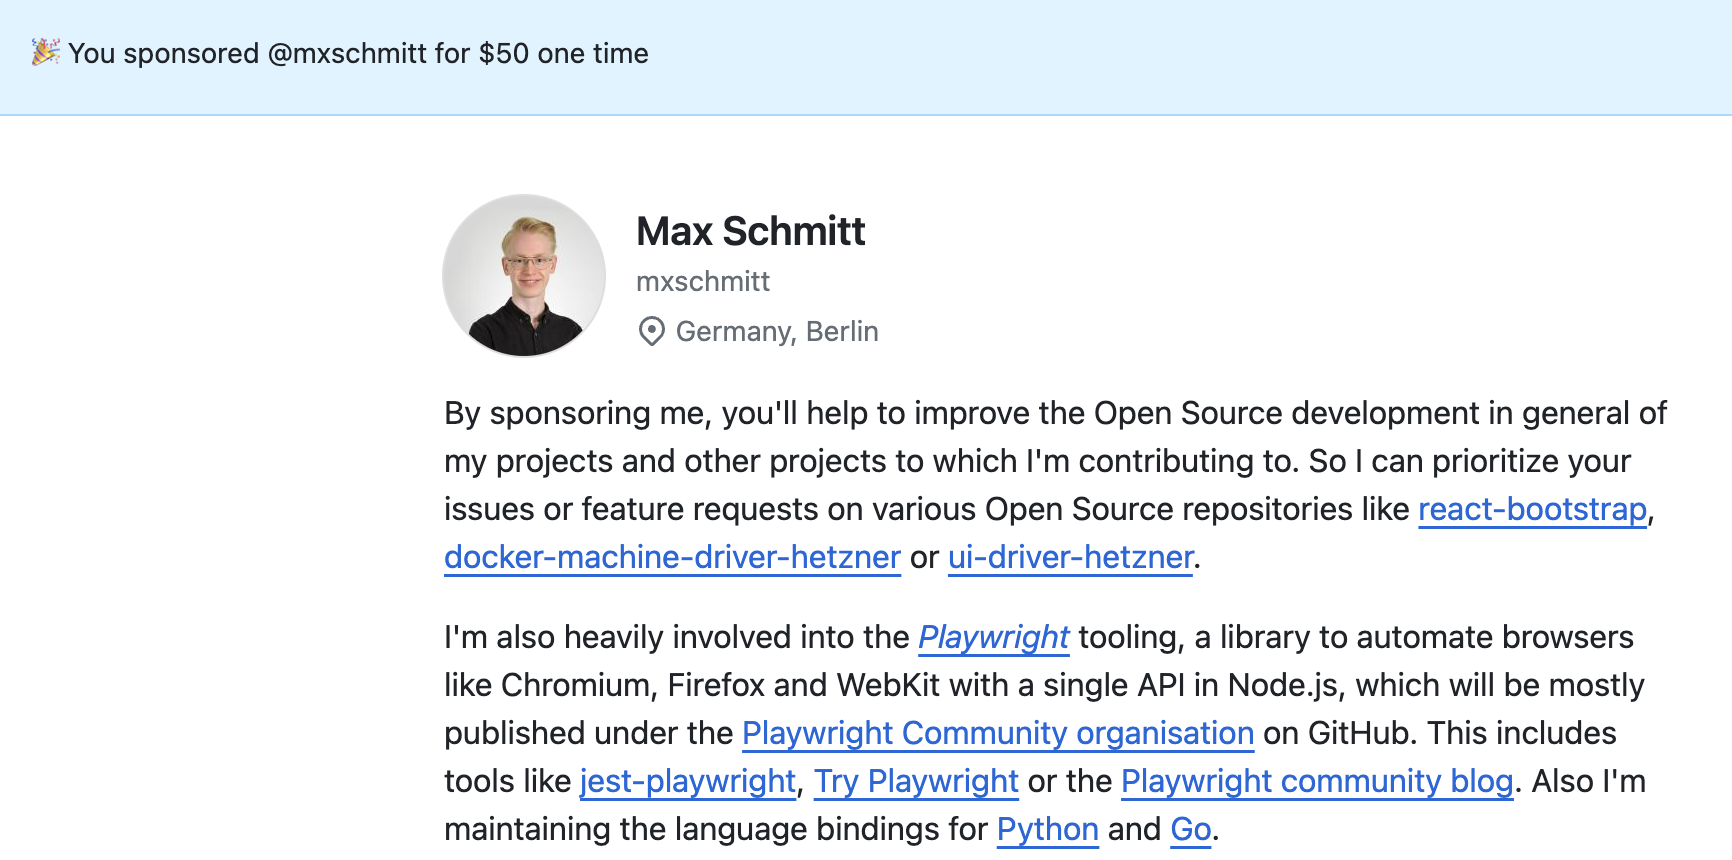 🎉 You sponsored @mxschmitt for $50 one time
Max Schmitt
mxschmitt
Germany, Berlin
By sponsoring me, you'll help to improve the Open Source development in general of
my projects and other projects to which I'm contributing to. So I can prioritize your
issues or feature requests on various Open Source repositories like react-bootstrap,
docker-machine-driver-hetzner or ui-driver-hetzner.
I'm also heavily involved into the Playwright tooling, a library to automate browsers
like Chromium, Firefox and WebKit with a single API in Node.js, which will be mostly
published under the Playwright Community organisation on GitHub. This includes
tools like jest-playwright, Try Playwright or the Playwright community blog. Also I'm
maintaining the language bindings for Python and Go.